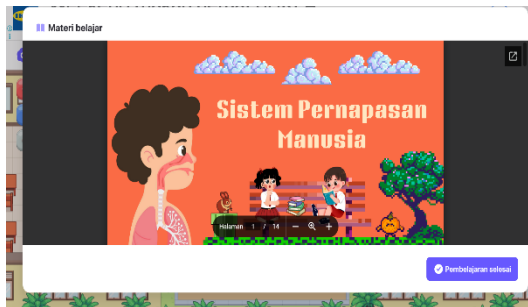 Materi belajar
Sistem Pernapasan
Manusia
Halaman 1 / 14
Pembelajaran selesai